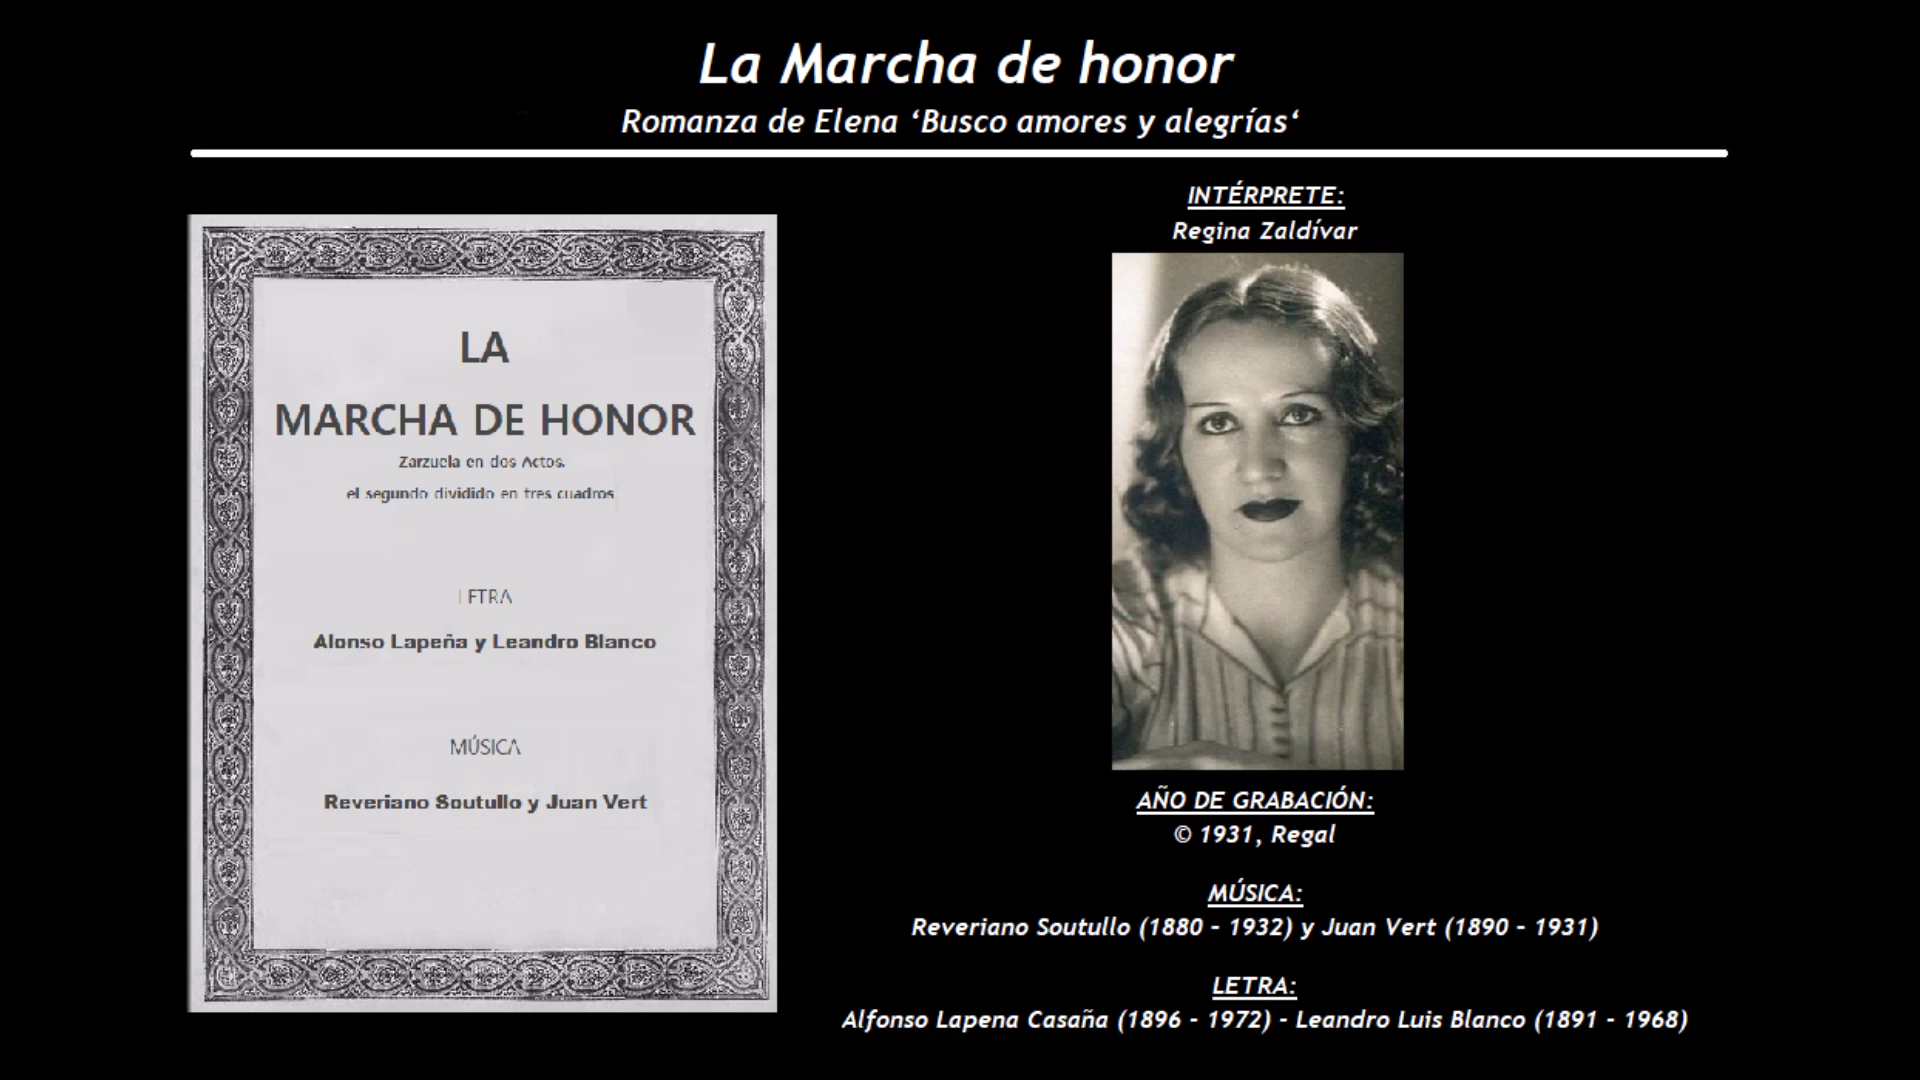 La Marcha de honor
Romanza de Elena ‘Busco amores y alegrías‘
LA
MARCHA DE HONOR
Zarzuela en dos Actos,
el segundo dividido en tres cuadros
LETRA
Alonso Lapeña y Leandro Blanco
MÚSICA
Reveriano Soutullo y Juan Vert
INTÉRPRETE:
Regina Zaldívar
AÑO DE GRABACIÓN:
© 1931, Regal
MÚSICA:
Reveriano Soutullo (1880 – 1932) y Juan Vert (1890 – 1931)
LETRA:
Alfonso Lapena Casaña (1896 - 1972) - Leandro Luis Blanco (1891 - 1968)